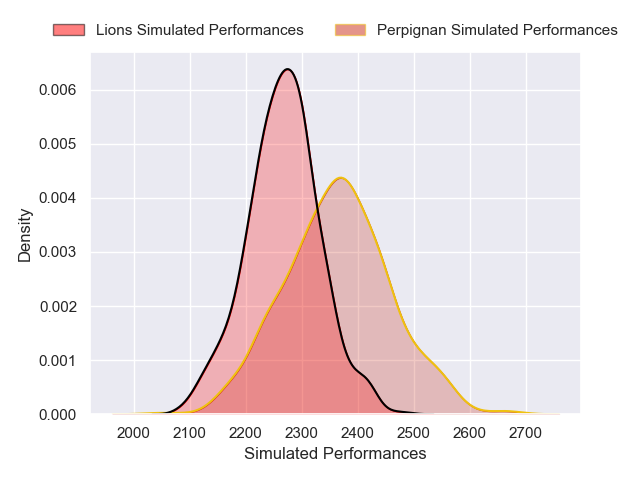 Lions Simulated Performances
Perpignan Simulated Performances
0.006
0.005
0.004
0.003
0.002
0.001
0.000
Density
2000 2100 2200 2300 2400 2500 2600 2700
Simulated Performances